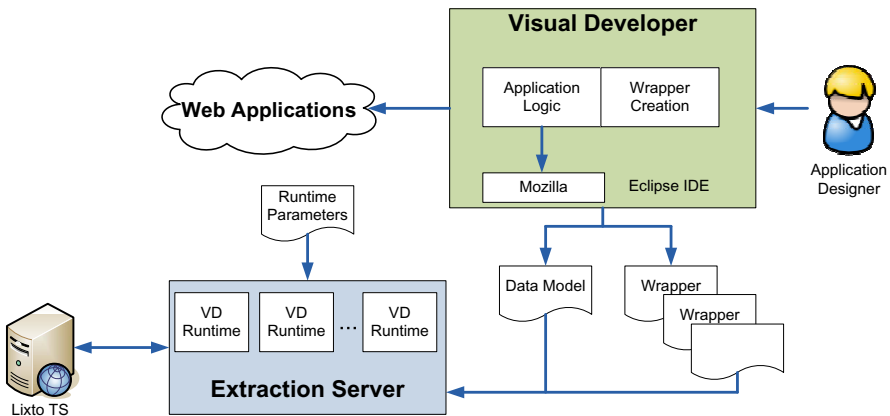 Visual Developer
Application
Logic
Wrapper
Creation
Web Applications
Mozilla
Eclipse IDE
Application
Designer
Runtime
Parameters
Data Model
Wrapper
Wrapper
VD
Runtime
VD
Runtime
...
VD
Runtime
Extraction Server
Lixto TS